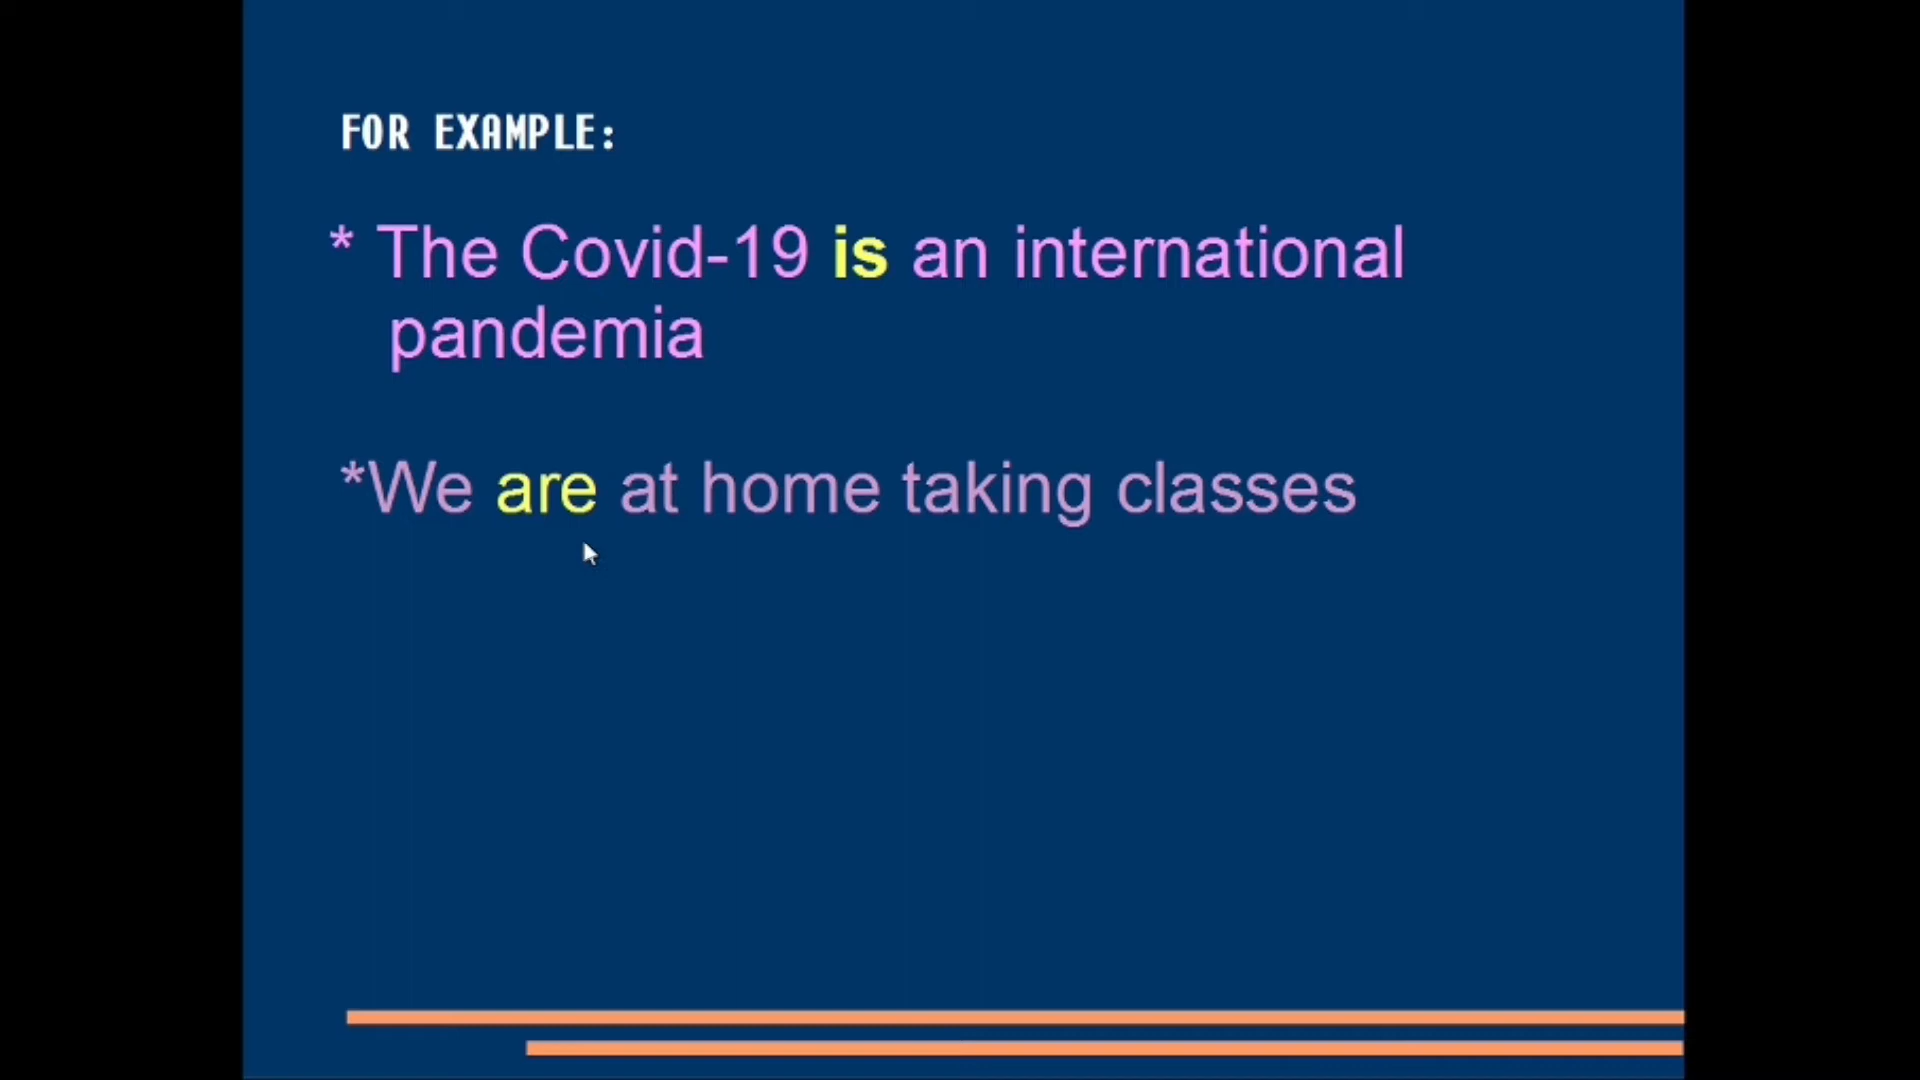 FOR EXAMPLE:
* The Covid-19 is an international
pandemia
*We are at home taking classes